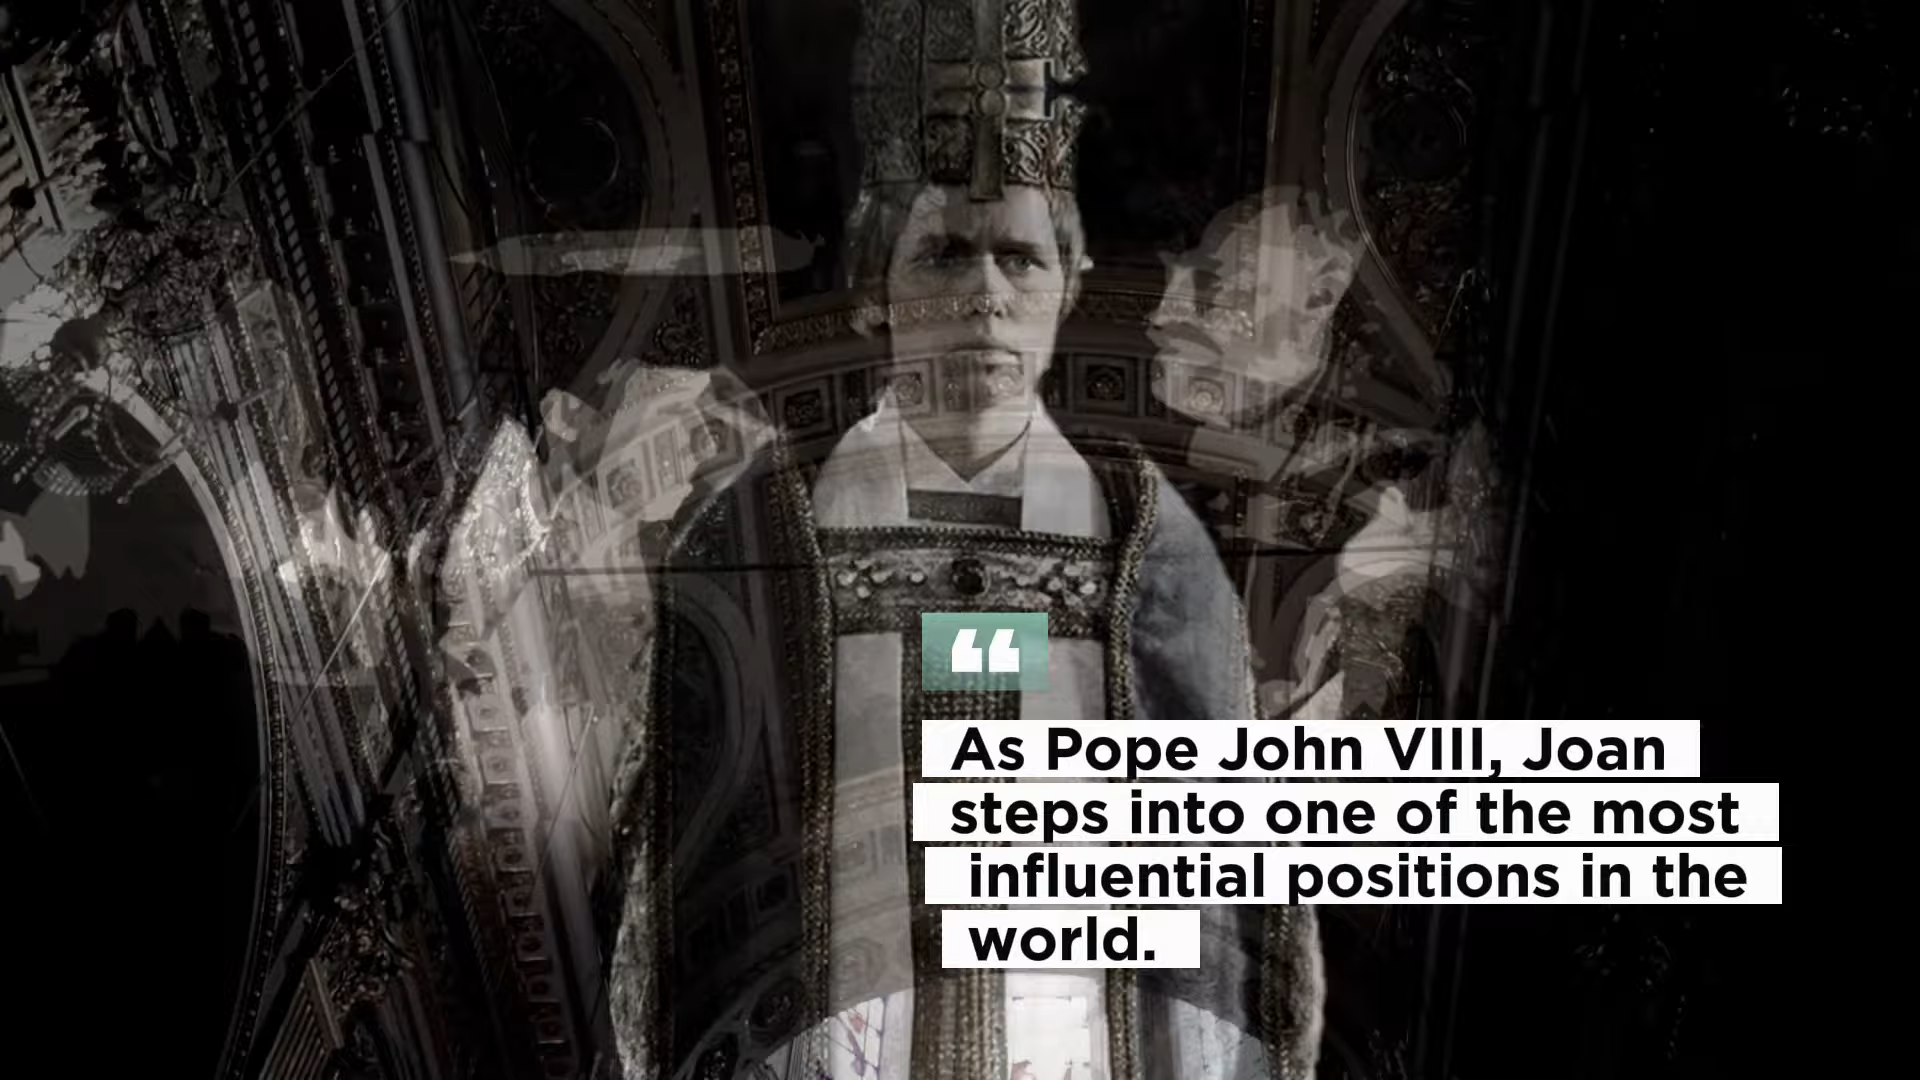 “
As Pope John VIII, Joan
steps into one of the most
influential positions in the
world.